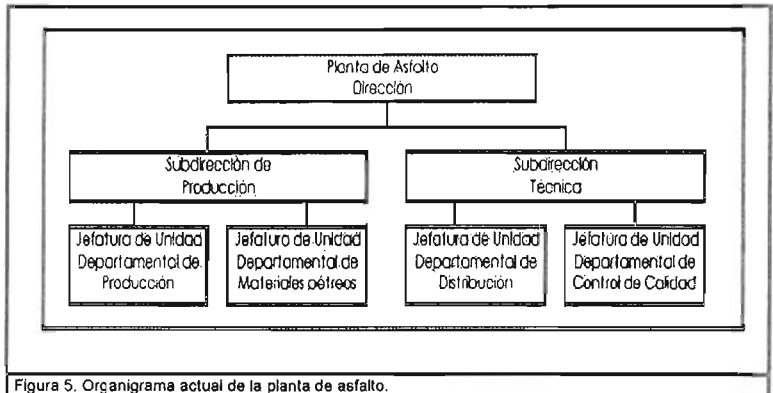 Planta de Asfalto
Dirección
Subdirección de
Producción
Subdirección
Técnica
Jefatura de Unidad
Departamental de
Producción
Jefatura de Unidad
Departamental de
Materiales pétreos
Jefatura de Unidad
Departamental de
Distribución
Jefatura de Unidad
Departamental de
Control de Calidad
Figura 5. Organigrama actual de la planta de asfalto.